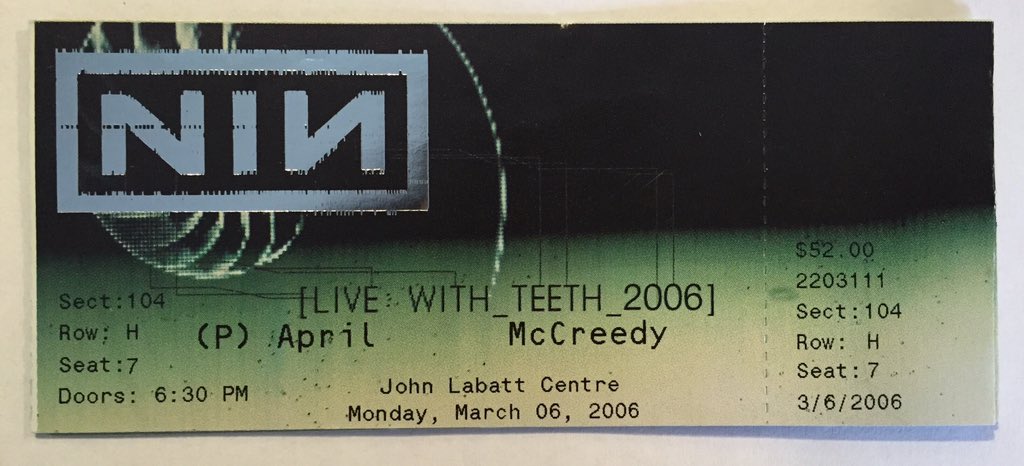 NIN
[LIVE: WITH_TEETH_2006]
Sect:104
Row: H
(P) April McCreedy
Seat:7
Doors: 6:30 PM
John Labatt Centre
Monday, March 06, 2006
$52.00
2203111
Sect:104
Row: H
Seat: 7
3/6/2006